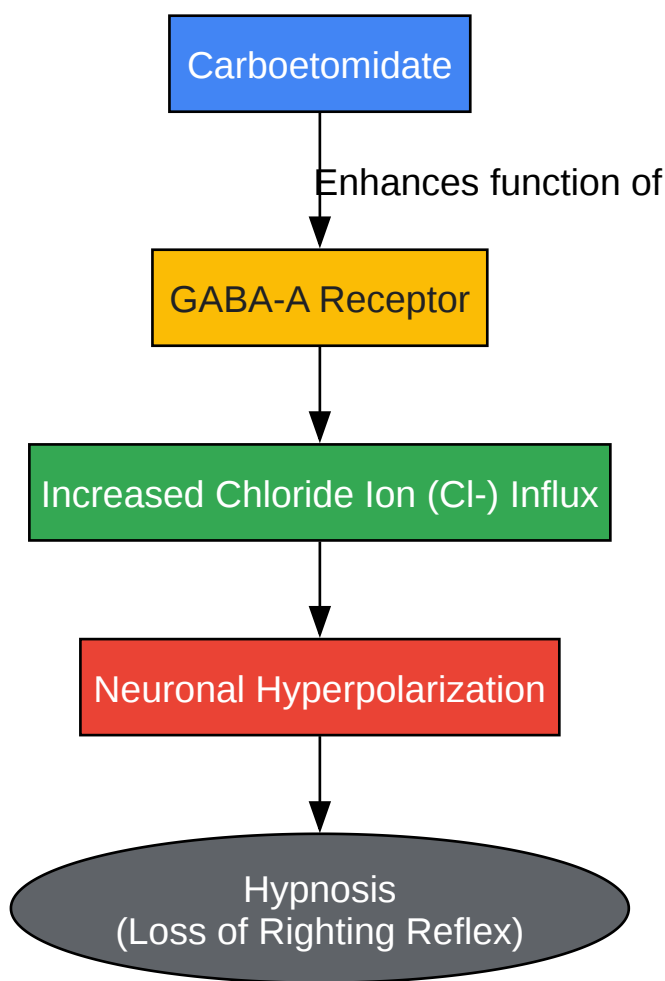 Carboetomidate
Enhances function of
GABA-A Receptor
Increased Chloride Ion (Cl-) Influx
Neuronal Hyperpolarization
Hypnosis
(Loss of Righting Reflex)